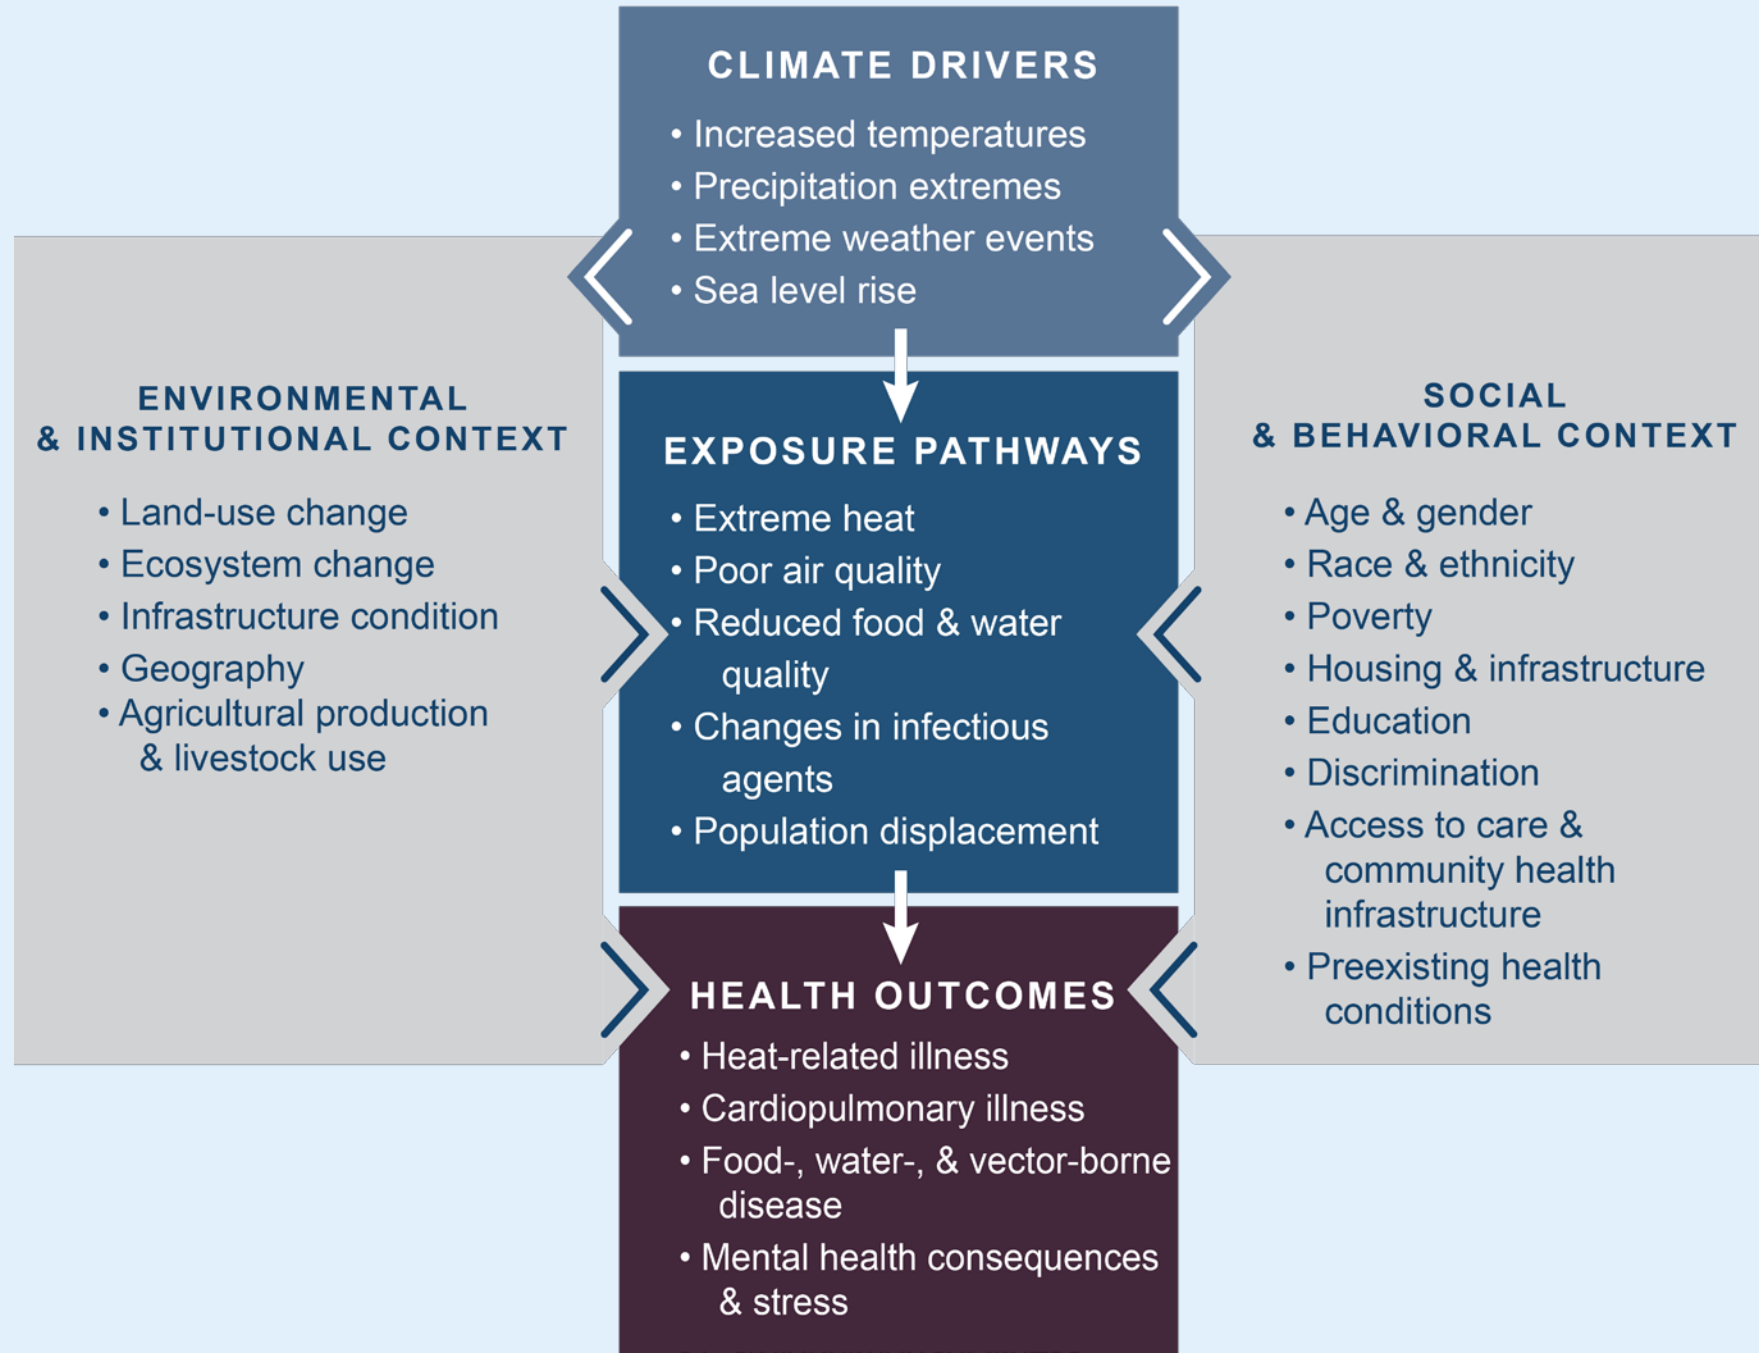 CLIMATE DRIVERS
• Increased temperatures
• Precipitation extremes
• Extreme weather events
• Sea level rise
ENVIRONMENTAL
& INSTITUTIONAL CONTEXT
• Land-use change
• Ecosystem change
• Infrastructure condition
• Geography
• Agricultural production
& livestock use
EXPOSURE PATHWAYS
• Extreme heat
• Poor air quality
• Reduced food & water
quality
• Changes in infectious
agents
• Population displacement
SOCIAL
& BEHAVIORAL CONTEXT
• Age & gender
• Race & ethnicity
• Poverty
• Housing & infrastructure
• Education
• Discrimination
• Access to care &
community health
infrastructure
• Preexisting health
conditions
HEALTH OUTCOMES
• Heat-related illness
• Cardiopulmonary illness
• Food-, water-, & vector-borne
disease
• Mental health consequences
& stress